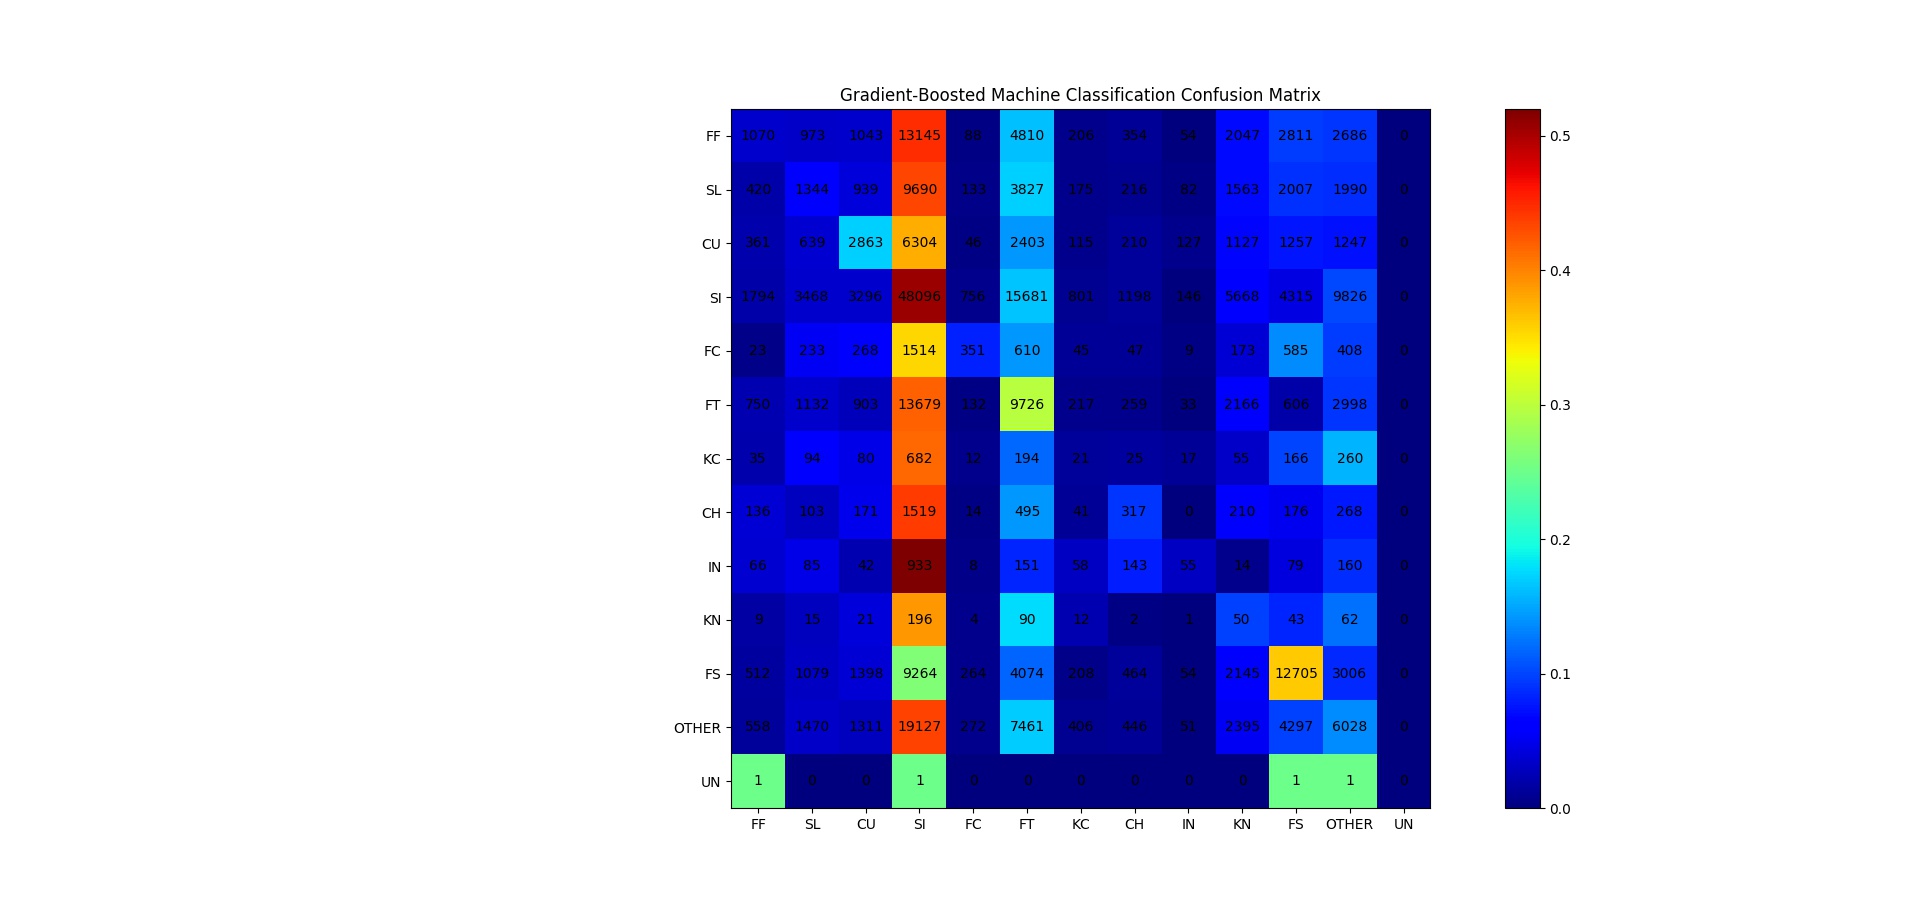 Gradient-Boosted Machine Classification Confusion Matrix
FF 1070 973 1043 13145 88 4810 206 354 54 2047 2811 2686 0
SL 420 1344 939 9690 133 3827 175 216 82 1563 2007 1990 0
CU 361 639 2863 6304 46 2403 115 210 127 1127 1257 1247 0
SI 1794 3468 3296 48096 756 15681 601 1198 146 5668 4315 9826 0
FC 23 233 268 1514 351 610 45 47 9 173 585 408 0
FT 750 1132 903 13679 132 9726 217 259 33 2166 606 2998 0
KC 35 94 80 682 12 194 21 25 17 55 166 260 0
CH 136 103 171 1519 14 495 41 317 0 210 176 268 0
IN 66 85 42 933 8 151 58 143 55 14 79 160 0
KN 9 15 21 196 4 90 12 2 1 50 43 62 0
FS 512 1079 1398 9264 264 4074 208 464 54 2145 12705 3006 0
OTHER 558 1470 1311 19127 272 7461 406 446 51 2395 4297 6028 0
UN 1 0 0 1 0 0 0 0 0 0 1 1 0
FF SL CU SI FC FT KC CH IN KN FS OTHER UN
0.5
0.4
0.3
0.2
0.1
0.0